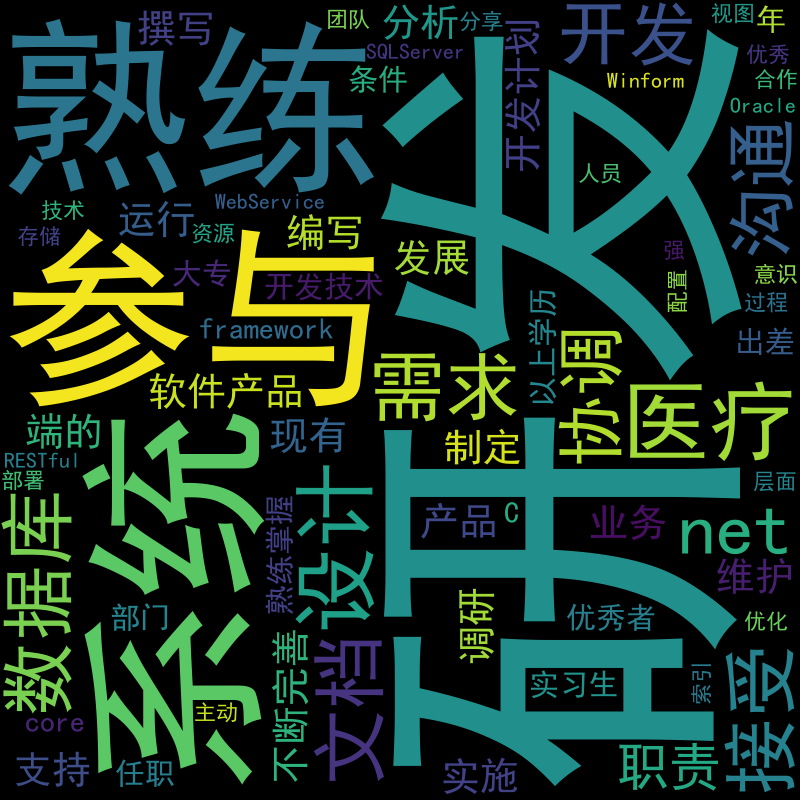 撰写
团队
分析
分享
开发
视图
年
熟练
SQLServer
条件
开发计划
优秀
Winform
合作
Oracle
研发
沟通
人员
技术
存储
运行
WebService
资源
编写
发展
强
大专
开发技术
配置
意识
过程
参与
framework
以上学历
出差
软件产品
需求
协调
医疗
端的
现有
制定
RESTful
部署
系统
设计
产品
C
业务
net
数据库
熟练掌握
维护
部门
不断完善
文档
调研
优秀者
优化
core
主动
实习生
索引
接受
层面
支持
任职
实施
职责